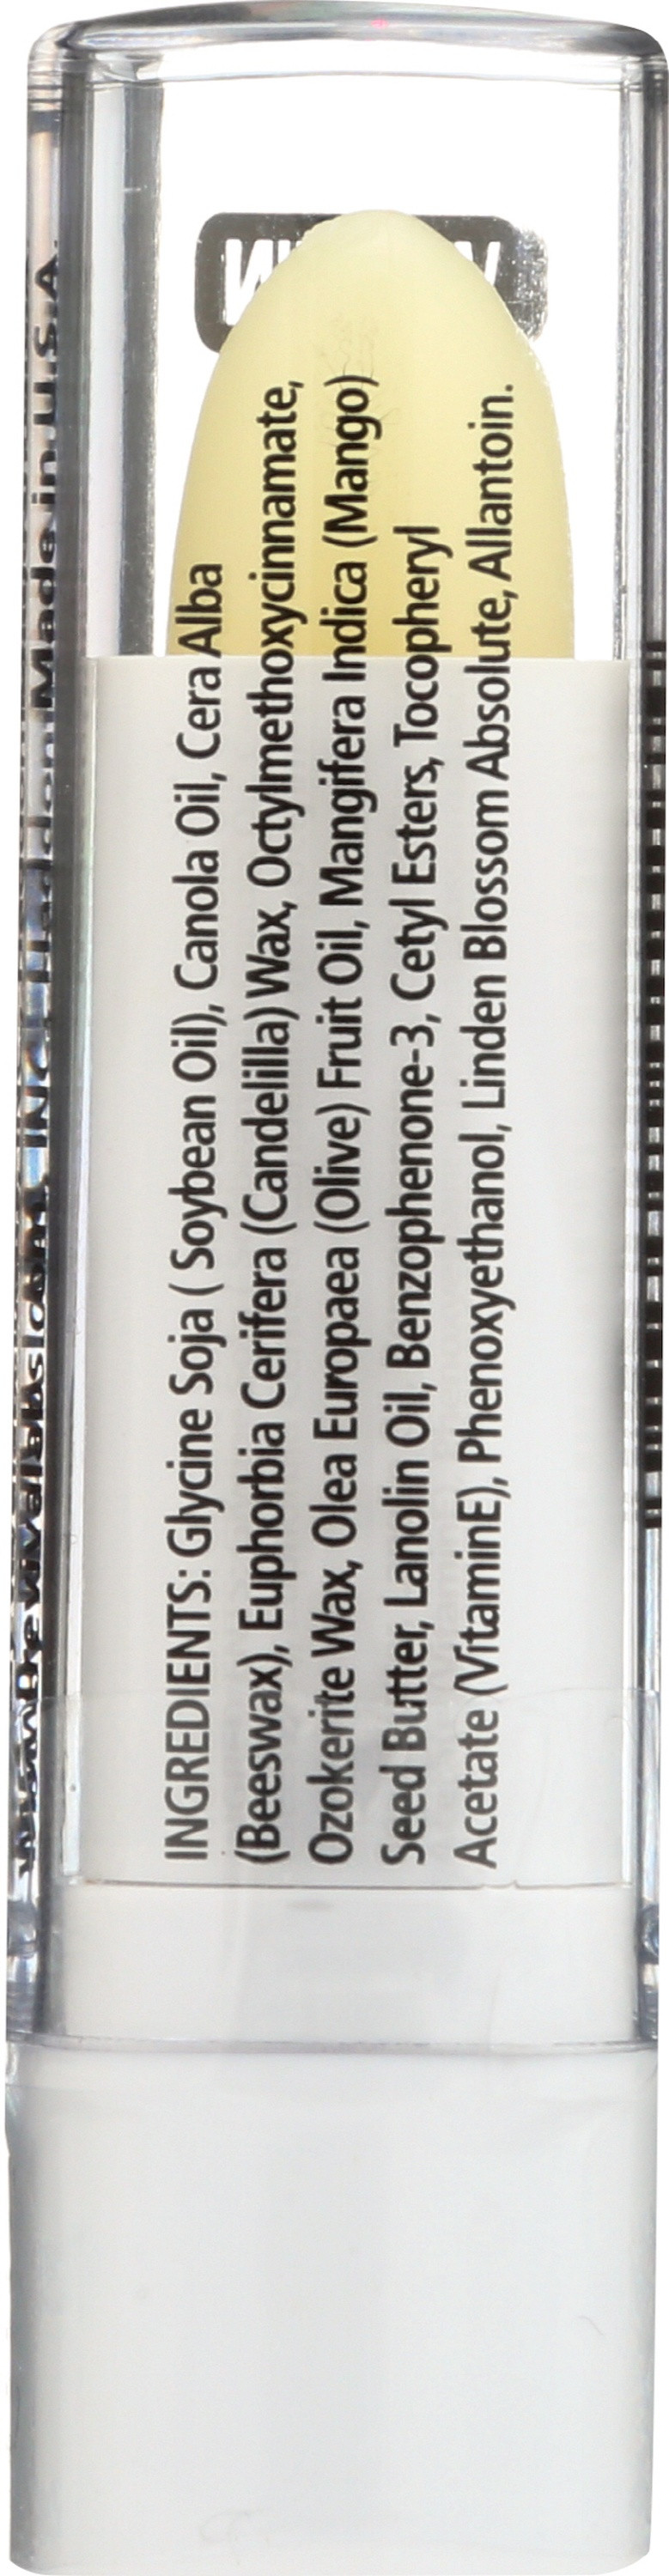 INGREDIENTS: Glycine Soja ( Soybean Oil), Canola Oil, Cera Alba
(Beeswax), Euphorbia Cerifera (Candelilla) Wax, Octylmethoxycinnamate,
Ozokerite Wax, Olea Europaea (Olive) Fruit Oil, Mangifera Indica (Mango)
Seed Butter, Lanolin Oil, Benzophenone-3, Cetyl Esters, Tocopheryl
Acetate (VitaminE), Phenoxyethanol, Linden Blossom Absolute, Allantoin.
Made in U.S.A.